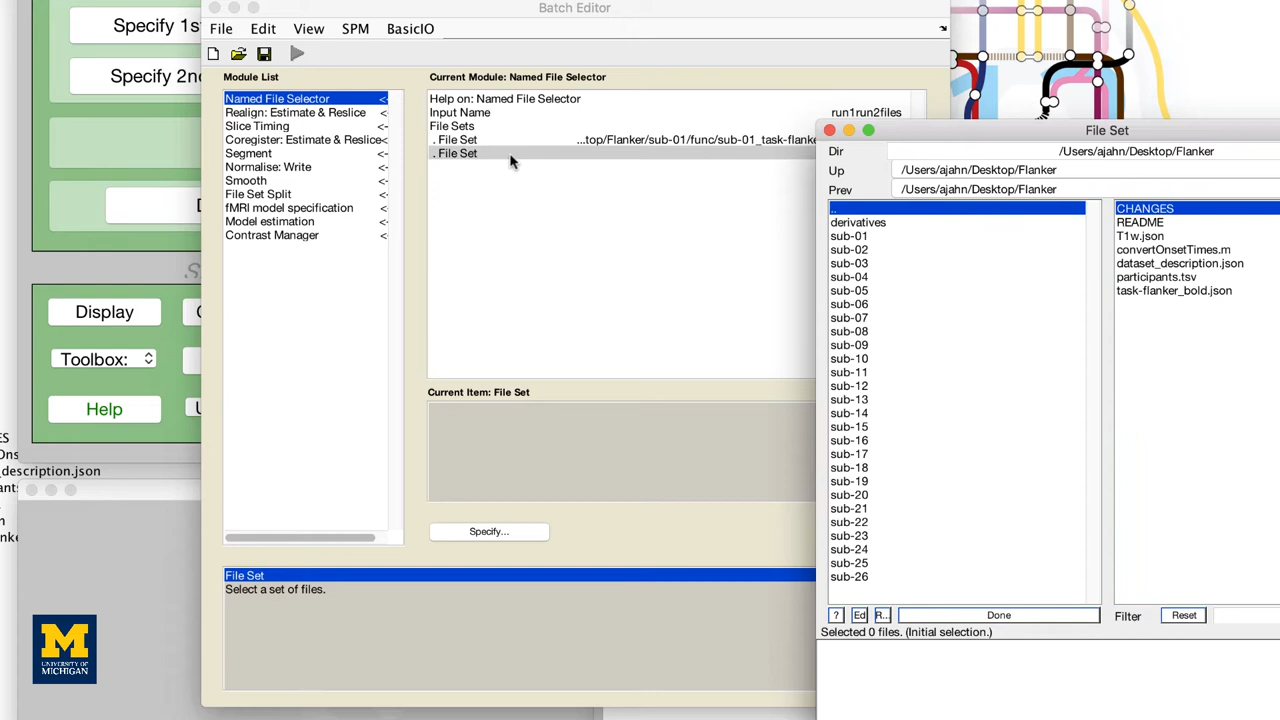 Batch Editor
File Edit View SPM BasicIO
Specify 1st
Specify 2nd
Display
Toolbox:
Help
_description.json
UNIVERSITY OF
MICHIGAN
Module List
Named File Selector <-
Realign: Estimate & Reslice
Slice Timing <-
Coregister: Estimate & Reslice<-
Segment <-
Normalise: Write <-
Smooth <-
File Set Split <-
fMRI model specification <-
Model estimation <-
Contrast Manager <-
Current Module: Named File Selector
Help on: Named File Selector
Input Name run1run2files
File Sets
. File Set ...top/Flanker/sub-01/func/sub-01_task-flanke
. File Set
Current Item: File Set
Specify...
File Set
Select a set of files.
File Set
Dir /Users/ajahn/Desktop/Flanker
Up /Users/ajahn/Desktop/Flanker
Prev /Users/ajahn/Desktop/Flanker
..
derivatives
sub-01
sub-02
sub-03
sub-04
sub-05
sub-06
sub-07
sub-08
sub-09
sub-10
sub-11
sub-12
sub-13
sub-14
sub-15
sub-16
sub-17
sub-18
sub-19
sub-20
sub-21
sub-22
sub-23
sub-24
sub-25
sub-26
CHANGES
README
T1w.json
convertOnsetTimes.m
dataset_description.json
participants.tsv
task-flanker_bold.json
? Ed R... Done Filter Reset
Selected 0 files. (Initial selection.)